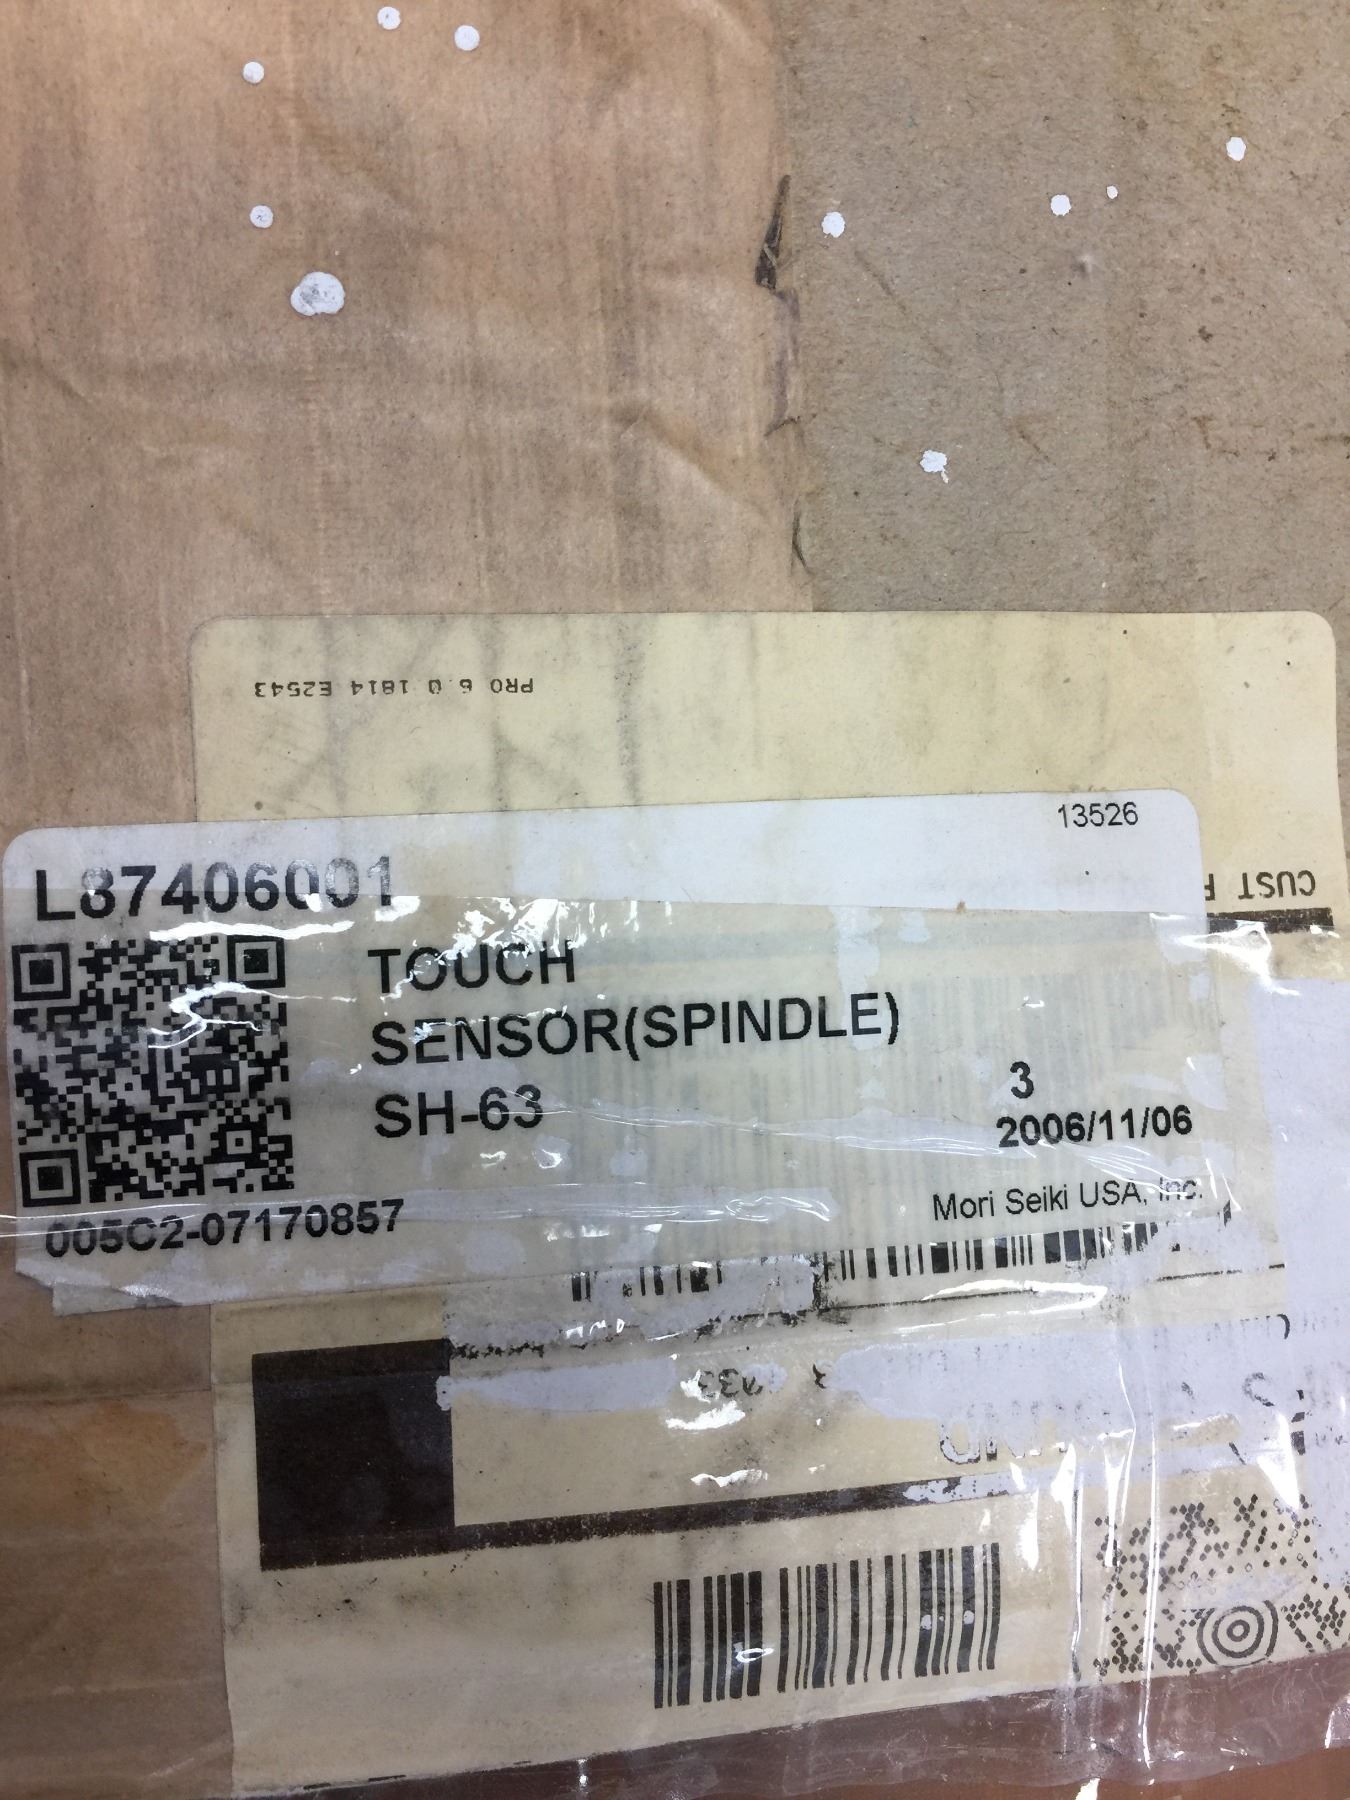 PRO 6.0 1814 E2543
13526
L87406001
CUST
TOUCH
SENSOR(SPINDLE)
SH-63
3
2006/11/06
Mori Seiki USA, Inc.
005C2-07170857